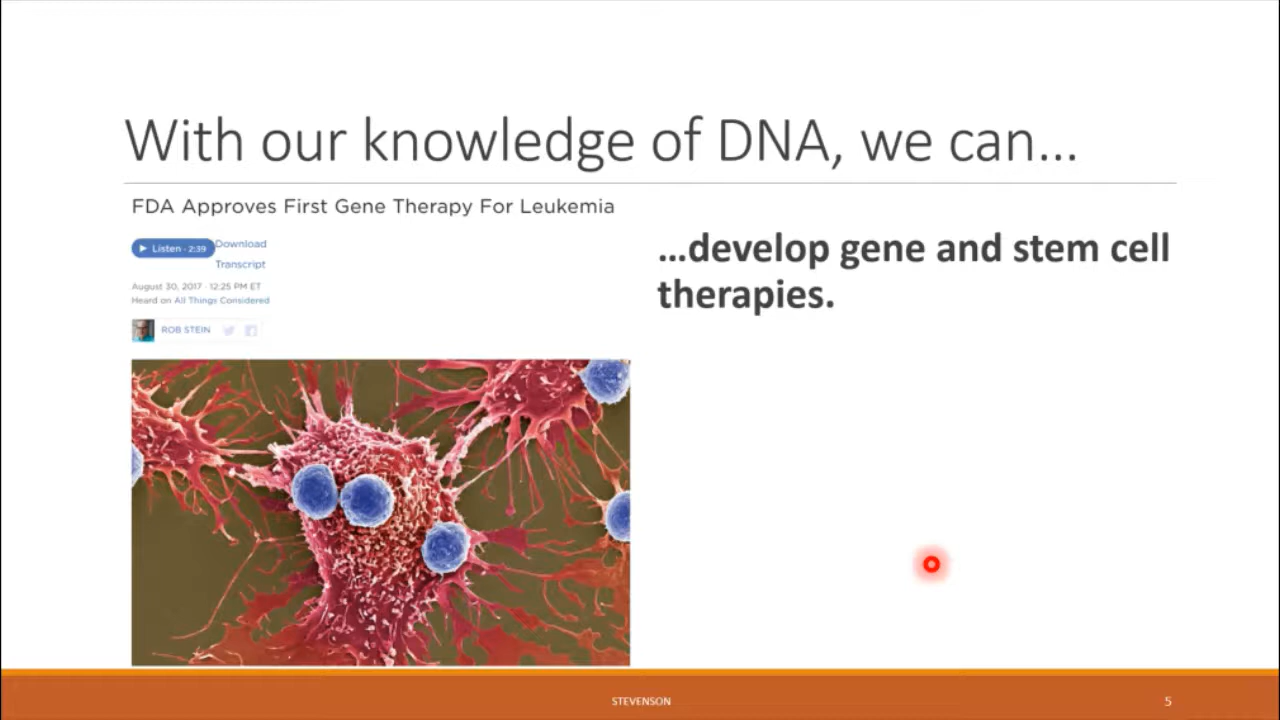 With our knowledge of DNA, we can...
FDA Approves First Gene Therapy For Leukemia
Listen · 2:39
Download
Transcript
August 30, 2017 · 12:25 PM ET
Heard on All Things Considered
ROB STEIN
...develop gene and stem cell
therapies.
STEVENSON
5